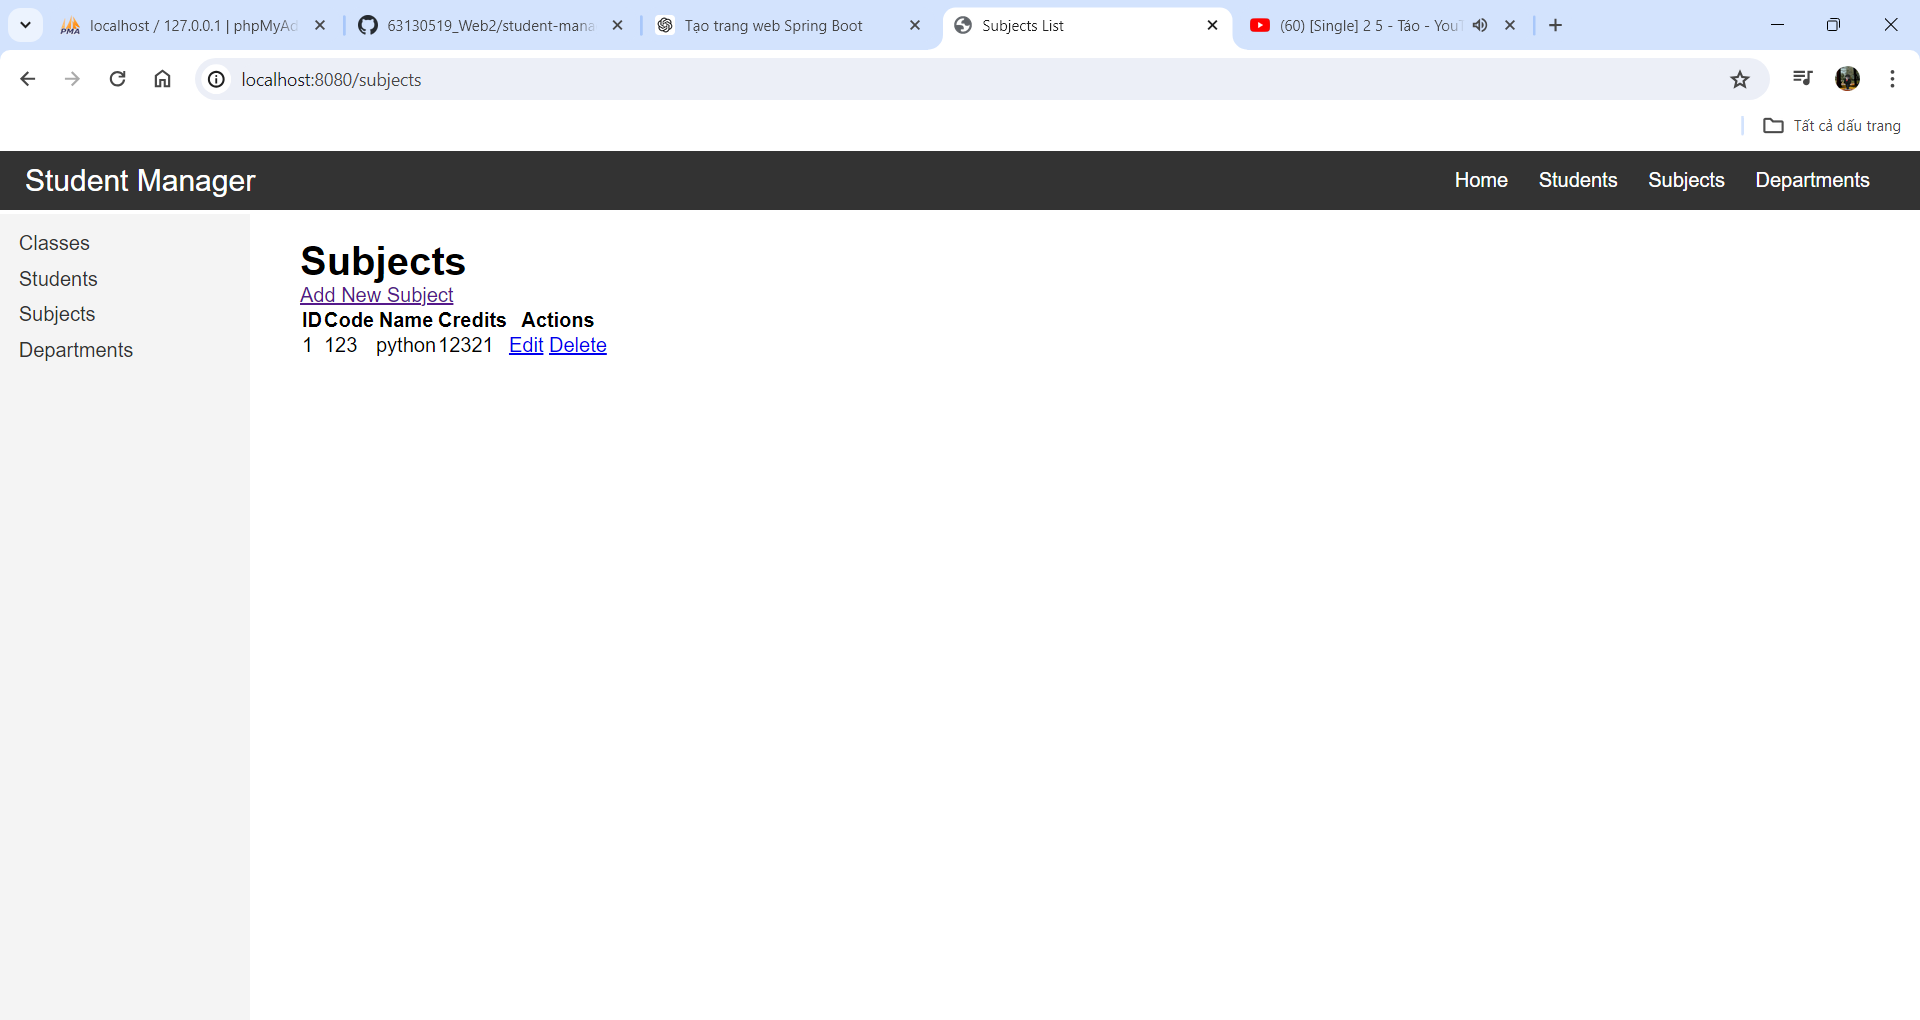 localhost / 127.0.0.1 | phpMyAd
63130519_Web2/student-mana
Tạo trang web Spring Boot
Subjects List
(60) [Single] 2 5 - Táo - YouT
localhost:8080/subjects
Tất cả dấu trang
Student Manager
Home Students Subjects Departments
Classes
Students
Subjects
Departments
Subjects
Add New Subject
ID Code Name Credits Actions
1 123 python 12321 Edit Delete